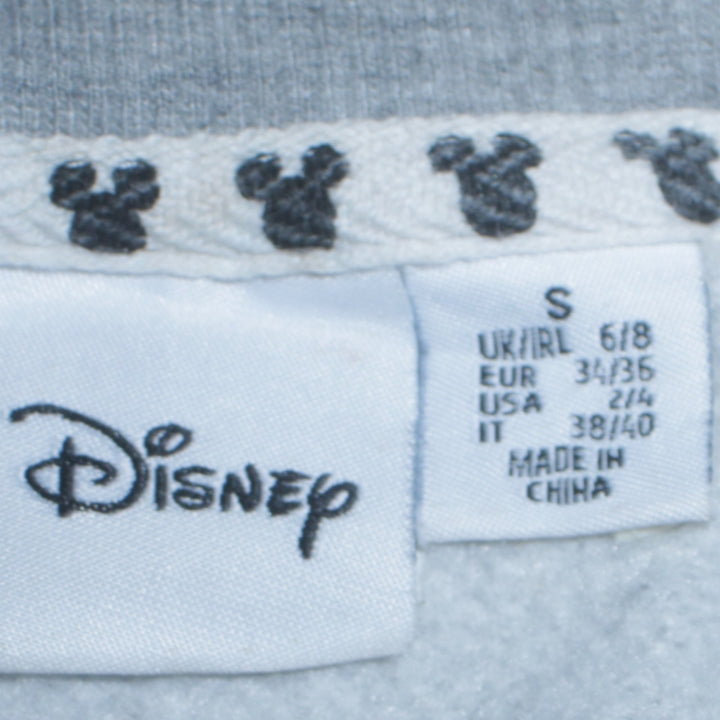 Disney
S
UK/IRL 6/8
EUR 34/36
USA 2/4
IT 38/40
MADE IN
CHINA